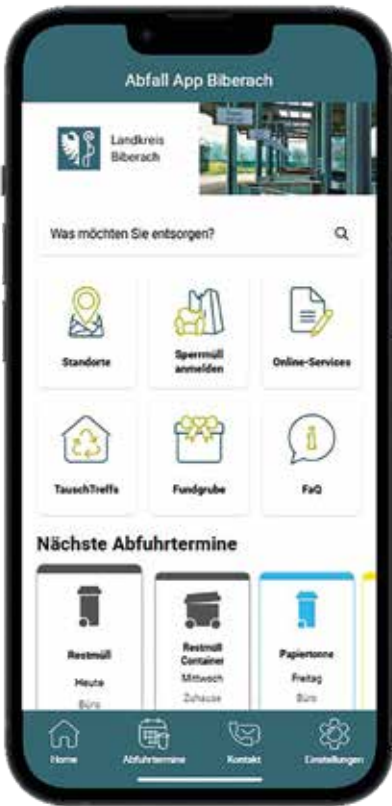 Abfall App Biberach
Landkreis
Biberach
Was möchten Sie entsorgen?
Standorte
Sperrmüll
anmelden
Online-Services
TauschTreffs
Fundgrube
FaQ
Nächste Abfuhrtermine
Restmüll
Heute
Büro
Restmüll
Container
Mittwoch
Zuhause
Papiertonne
Freitag
Büro
Home
Abfuhrtermine
Kontakt
Einstellungen